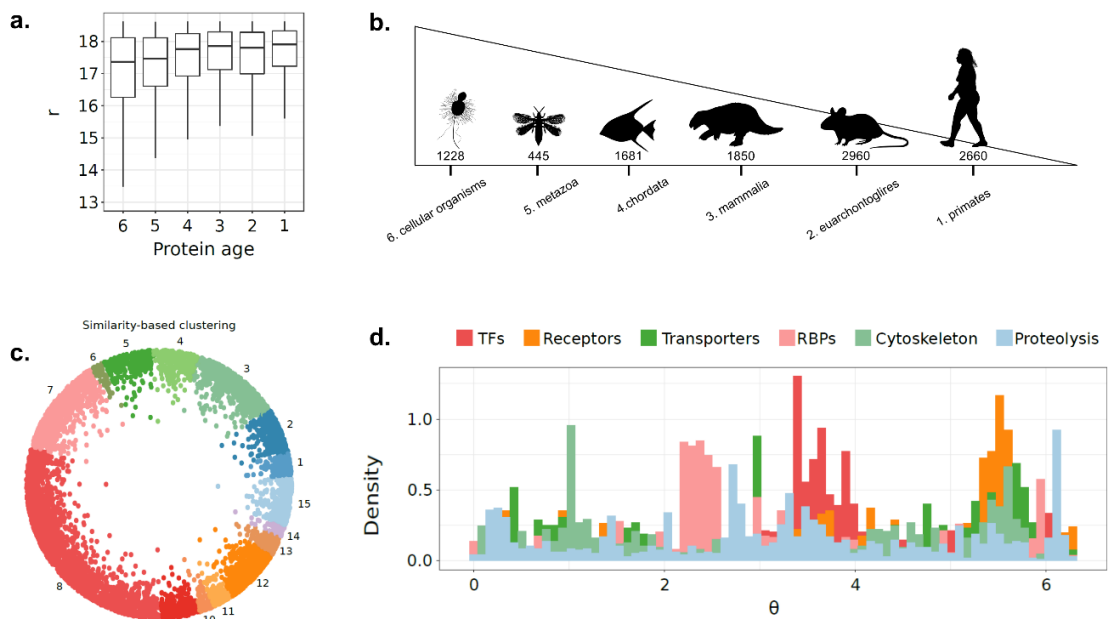 a.
r
18
17
16
15
14
13
6 5 4 3 2 1
Protein age
b.
1228 445 1681 1850 2960 2660
6. cellular organisms
5. metazoa
4.chordata
3. mammalia
2. euarchontoglires
1. primates
c.
Similarity-based clustering
1
2
3
4
5
6
7
8
10
11
12
13
14
15
d.
TFs Receptors Transporters RBPs Cytoskeleton Proteolysis
Density
1.0
0.5
0.0
0 2 4 6
θ